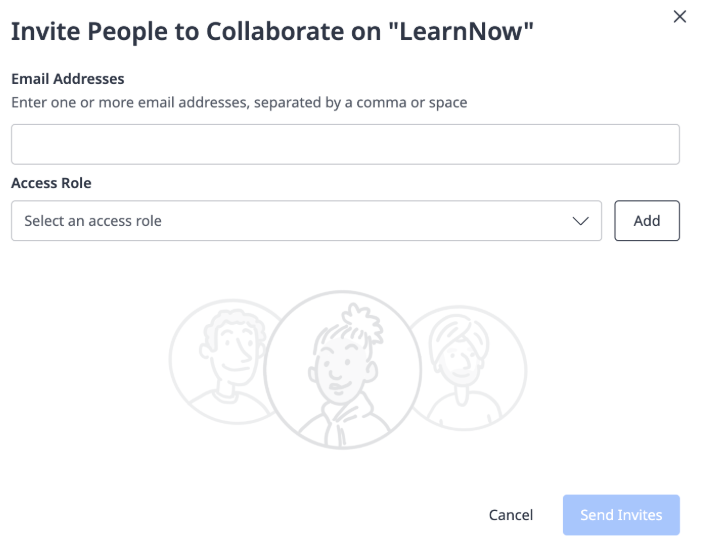 Invite People to Collaborate on "LearnNow"
Email Addresses
Enter one or more email addresses, separated by a comma or space
Access Role
Select an access role
Add
Cancel
Send Invites